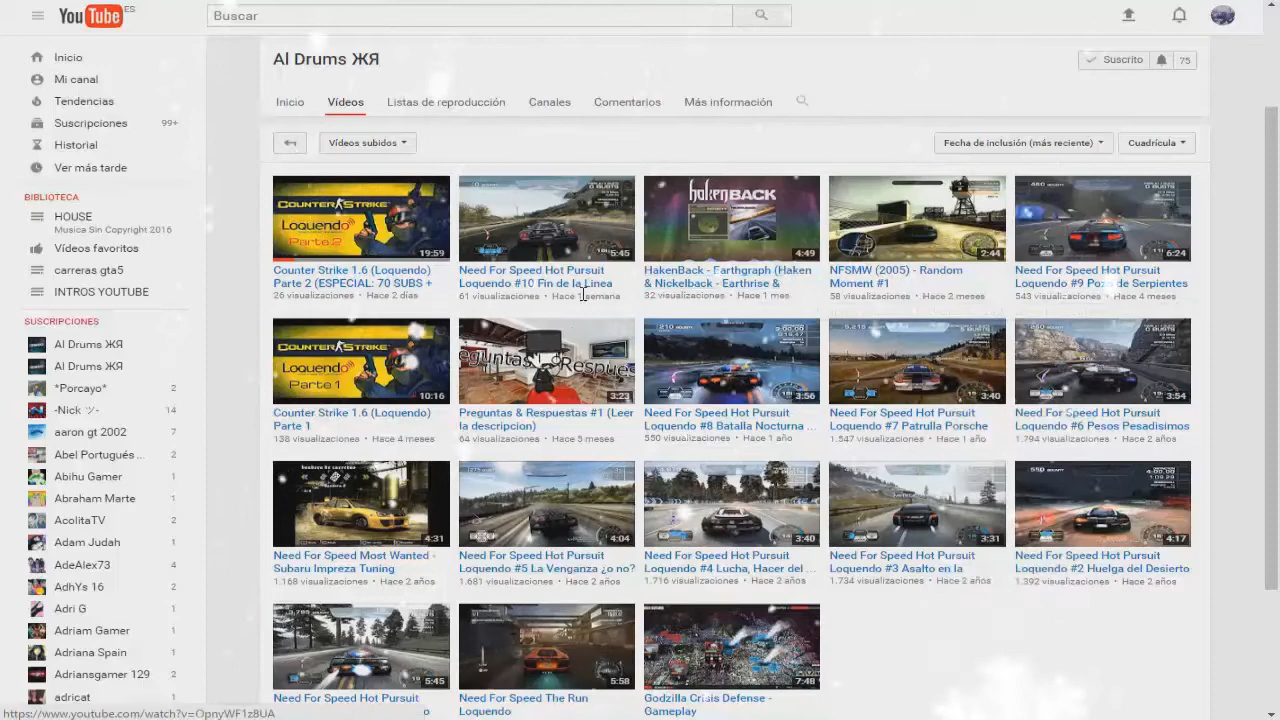 YouTube ES
Buscar
Inicio
Mi canal
Tendencias
Suscripciones 99+
Historial
Ver más tarde
BIBLIOTECA
HOUSE
Musica Sin Copyright 2016
Vídeos favoritos
carreras gta5
INTROS YOUTUBE
SUSCRIPCIONES
Al Drums ЖЯ
Al Drums ЖЯ
*Porcayo* 2
-Nick ツ- 14
aaron gt 2002 7
Abel Portugués ... 2
Abihu Gamer 1
Abraham Marte 1
AcolitaTV 2
Adam Judah 1
AdeAlex73 4
AdhYs 16 2
Adri G 1
Adriam Gamer 1
Adriana Spain 1
Adriansgamer 129 2
adricat 1
Al Drums ЖЯ
Suscrito 75
Inicio Vídeos Listas de reproducción Canales Comentarios Más información
Vídeos subidos
Fecha de inclusión (más reciente) Cuadrícula
COUNTER STRIKE
Loquendo
Parte 2
19:59
Counter Strike 1.6 (Loquendo)
Parte 2 (ESPECIAL: 70 SUBS +
26 visualizaciones • Hace 2 días
5:45
Need For Speed Hot Pursuit
Loquendo #10 Fin de la Linea
61 visualizaciones • Hace 1 semana
haken BACK
4:49
HakenBack - Earthgraph (Haken
& Nickelback - Earthrise &
32 visualizaciones • Hace 1 mes
2:44
NFSMW (2005) - Random
Moment #1
58 visualizaciones • Hace 2 meses
6:24
Need For Speed Hot Pursuit
Loquendo #9 Pozo de Serpientes
543 visualizaciones • Hace 4 meses
COUNTER STRIKE
Loquendo
Parte 1
10:16
Counter Strike 1.6 (Loquendo)
Parte 1
138 visualizaciones • Hace 4 meses
3:23
Preguntas & Respuestas #1 (Leer
la descripcion)
64 visualizaciones • Hace 5 meses
3:56
Need For Speed Hot Pursuit
Loquendo #8 Batalla Nocturna ...
550 visualizaciones • Hace 1 año
3:40
Need For Speed Hot Pursuit
Loquendo #7 Patrulla Porsche
1.547 visualizaciones • Hace 1 año
3:54
Need For Speed Hot Pursuit
Loquendo #6 Pesos Pesadisimos
1.794 visualizaciones • Hace 2 años
4:31
Need For Speed Most Wanted -
Subaru Impreza Tuning
1.168 visualizaciones • Hace 2 años
4:04
Need For Speed Hot Pursuit
Loquendo #5 La Venganza ¿o no?
1.681 visualizaciones • Hace 2 años
3:40
Need For Speed Hot Pursuit
Loquendo #4 Lucha, Hacer del ...
1.716 visualizaciones • Hace 2 años
3:31
Need For Speed Hot Pursuit
Loquendo #3 Asalto en la
1.734 visualizaciones • Hace 2 años
4:17
Need For Speed Hot Pursuit
Loquendo #2 Huelga del Desierto
1.392 visualizaciones • Hace 2 años
5:45
Need For Speed Hot Pursuit
5:58
Need For Speed The Run
Loquendo
7:48
Godzilla Crisis Defense -
Gameplay
https://www.youtube.com/watch?v=OpnyWF1z8UA